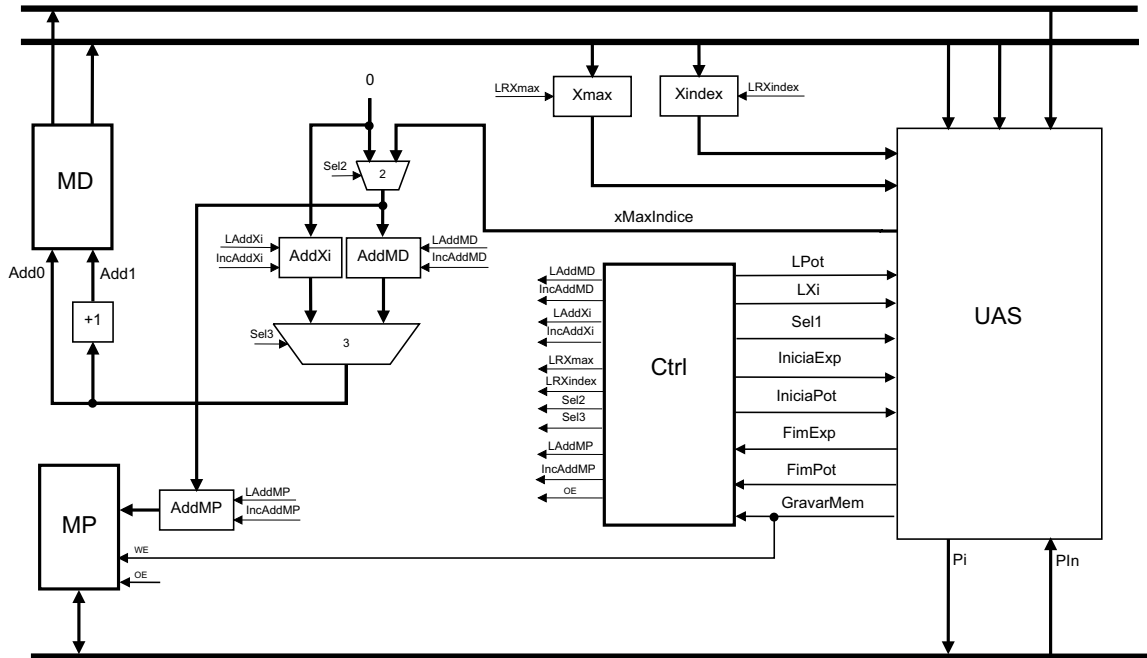 0
LRXmax
Xmax
Xindex
LRXindex
MD
Sel2
2
xMaxIndice
LAddXi
IncAddXi
AddXi
AddMD
LAddMD
IncAddMD
Add0
Add1
+1
Sel3
3
LAddMD
IncAddMD
LAddXi
IncAddXi
LRXmax
LRXindex
Sel2
Sel3
LAddMP
IncAddMP
OE
Ctrl
LPot
LXi
Sel1
IniciaExp
IniciaPot
FimExp
FimPot
GravarMem
UAS
MP
AddMP
LAddMP
IncAddMP
WE
OE
Pi
PIn